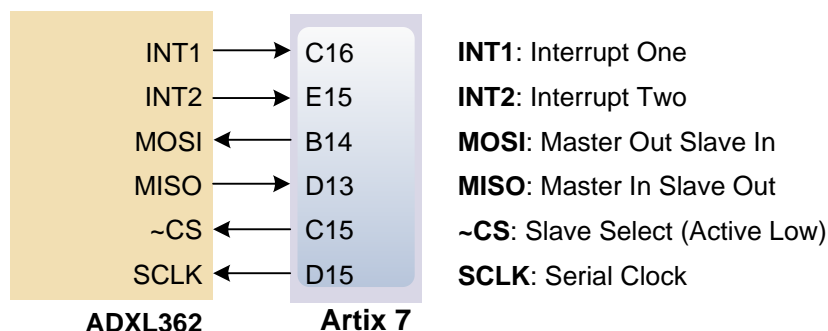 INT1 C16 INT1: Interrupt One
INT2 E15 INT2: Interrupt Two
MOSI B14 MOSI: Master Out Slave In
MISO D13 MISO: Master In Slave Out
~CS C15 ~CS: Slave Select (Active Low)
SCLK D15 SCLK: Serial Clock
ADXL362 Artix 7